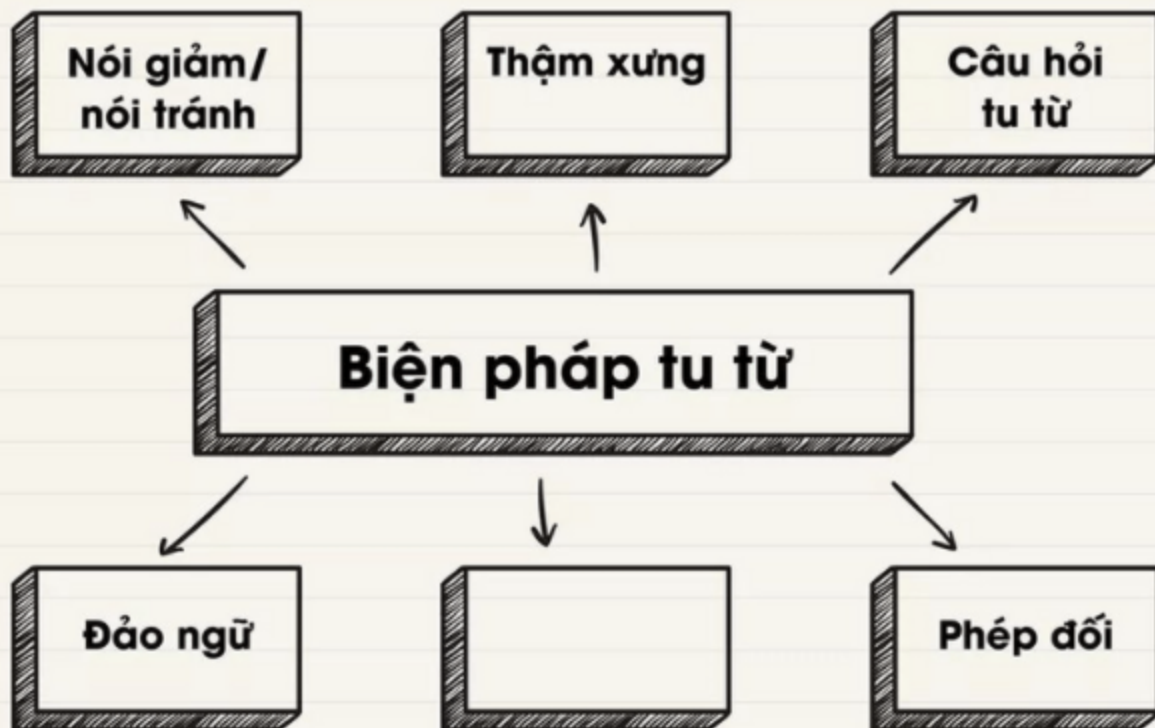 Nói giảm/
nói tránh
Thậm xưng
Câu hỏi
tu từ
Biện pháp tu từ
Đảo ngữ
Phép đối